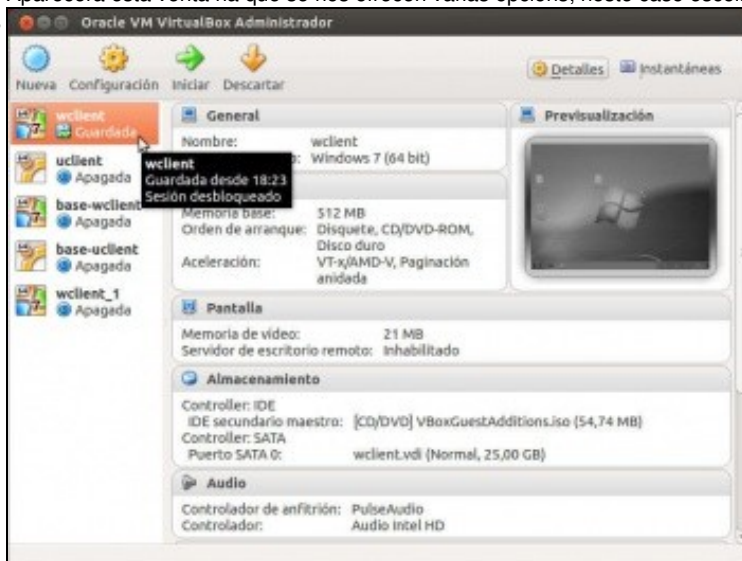 Oracle VM VirtualBox Administrador
Nueva Configuración Iniciar Descartar
Detalles Instantáneas
wclient
Guardada
uclient
Apagada
base-wclient
Apagada
base-uclient
Apagada
wclient_1
Apagada
wclient
Guardada desde 18:23
Sesión desbloqueado
General
Nombre: wclient
Windows 7 (64 bit)
Memoria base: 512 MB
Orden de arranque: Disquete, CD/DVD-ROM,
Disco duro
Aceleración: VT-x/AMD-V, Paginación
anidada
Previsualización
Pantalla
Memoria de vídeo: 21 MB
Servidor de escritorio remoto: Inhabilitado
Almacenamiento
Controller: IDE
IDE secundario maestro: [CD/DVD] VBoxGuestAdditions.iso (54,74 MB)
Controller: SATA
Puerto SATA 0: wclient.vdi (Normal, 25,00 GB)
Audio
Controlador de anfitrión: PulseAudio
Controlador: Audio Intel HD